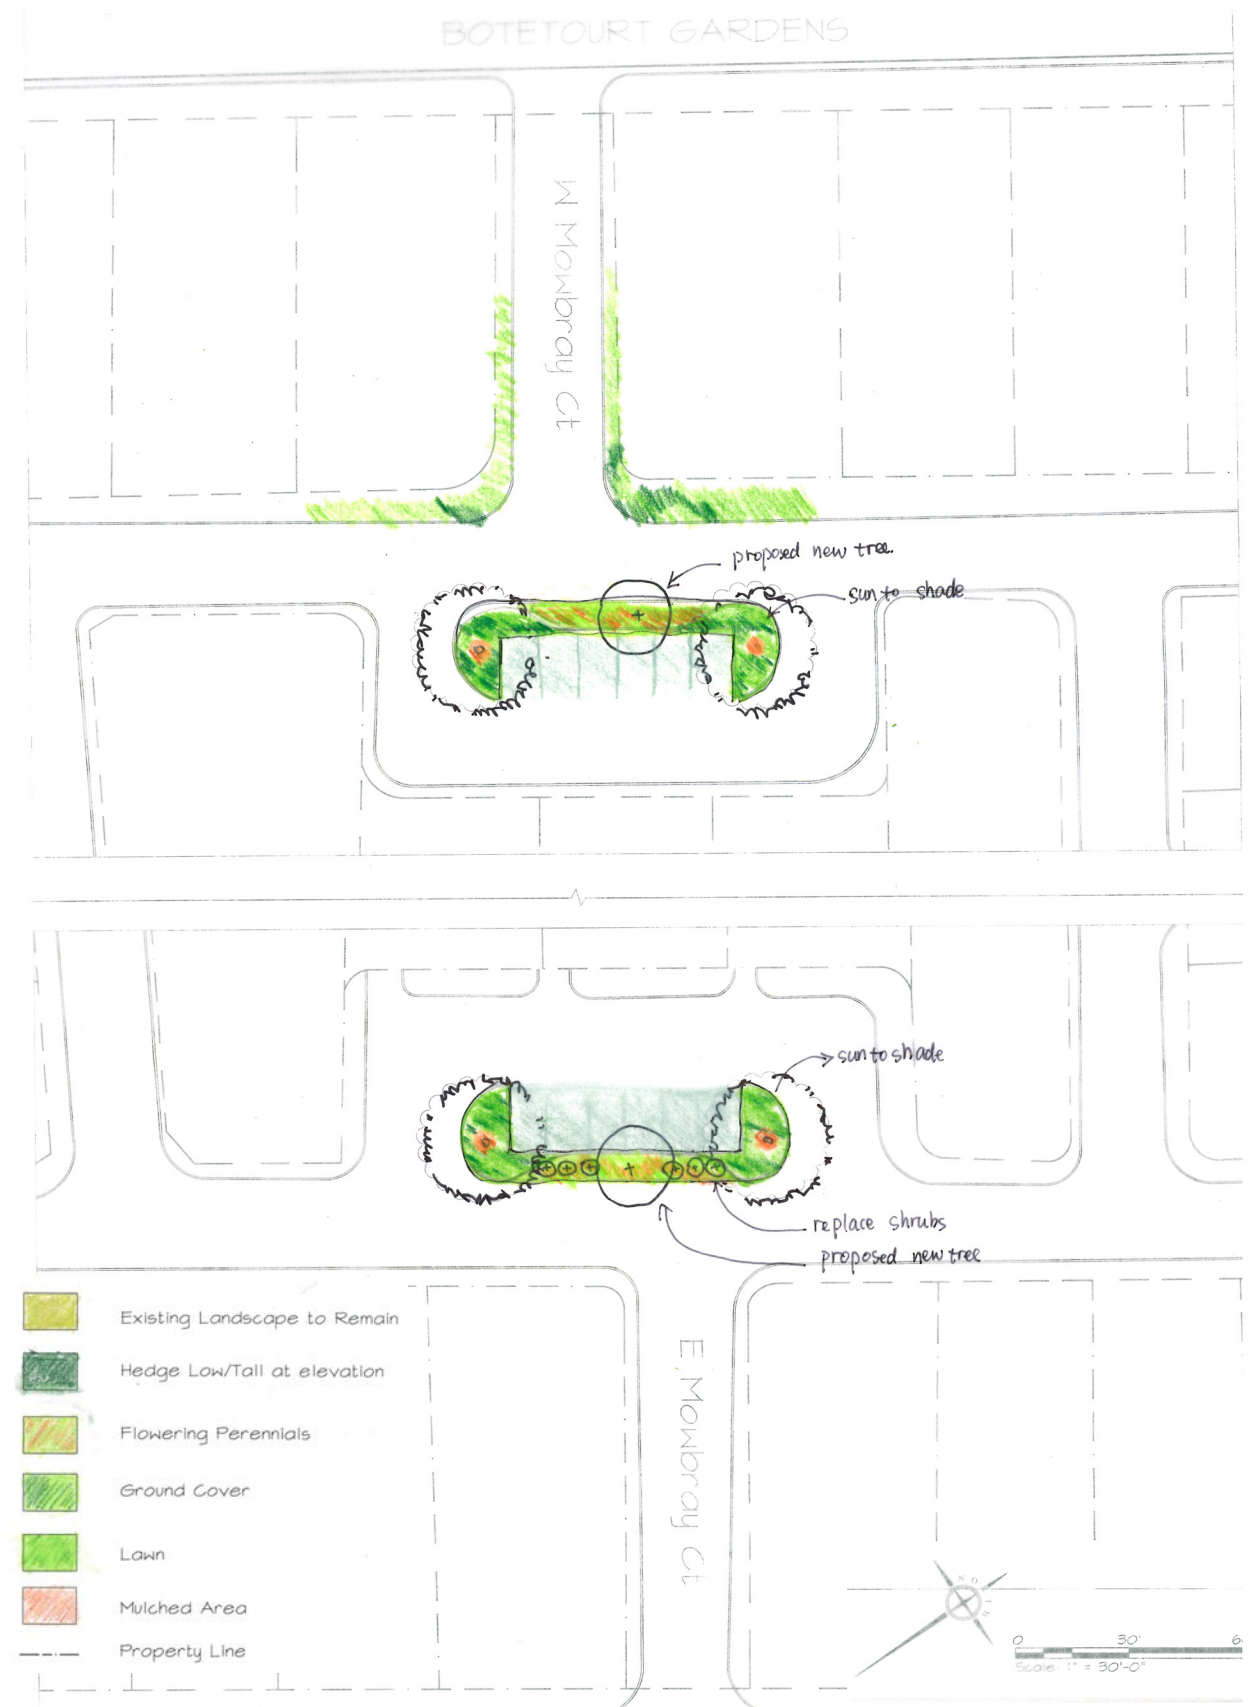 BOTETOURT GARDENS
W Mowbray Ct
proposed new tree.
sun to shade
sun to shade
replace shrubs
proposed new tree
E Mowbray Ct
Existing Landscape to Remain
Hedge Low/Tall at elevation
Flowering Perennials
Ground Cover
Lawn
Mulched Area
Property Line
0 30'
Scale: 1" = 30'-0"